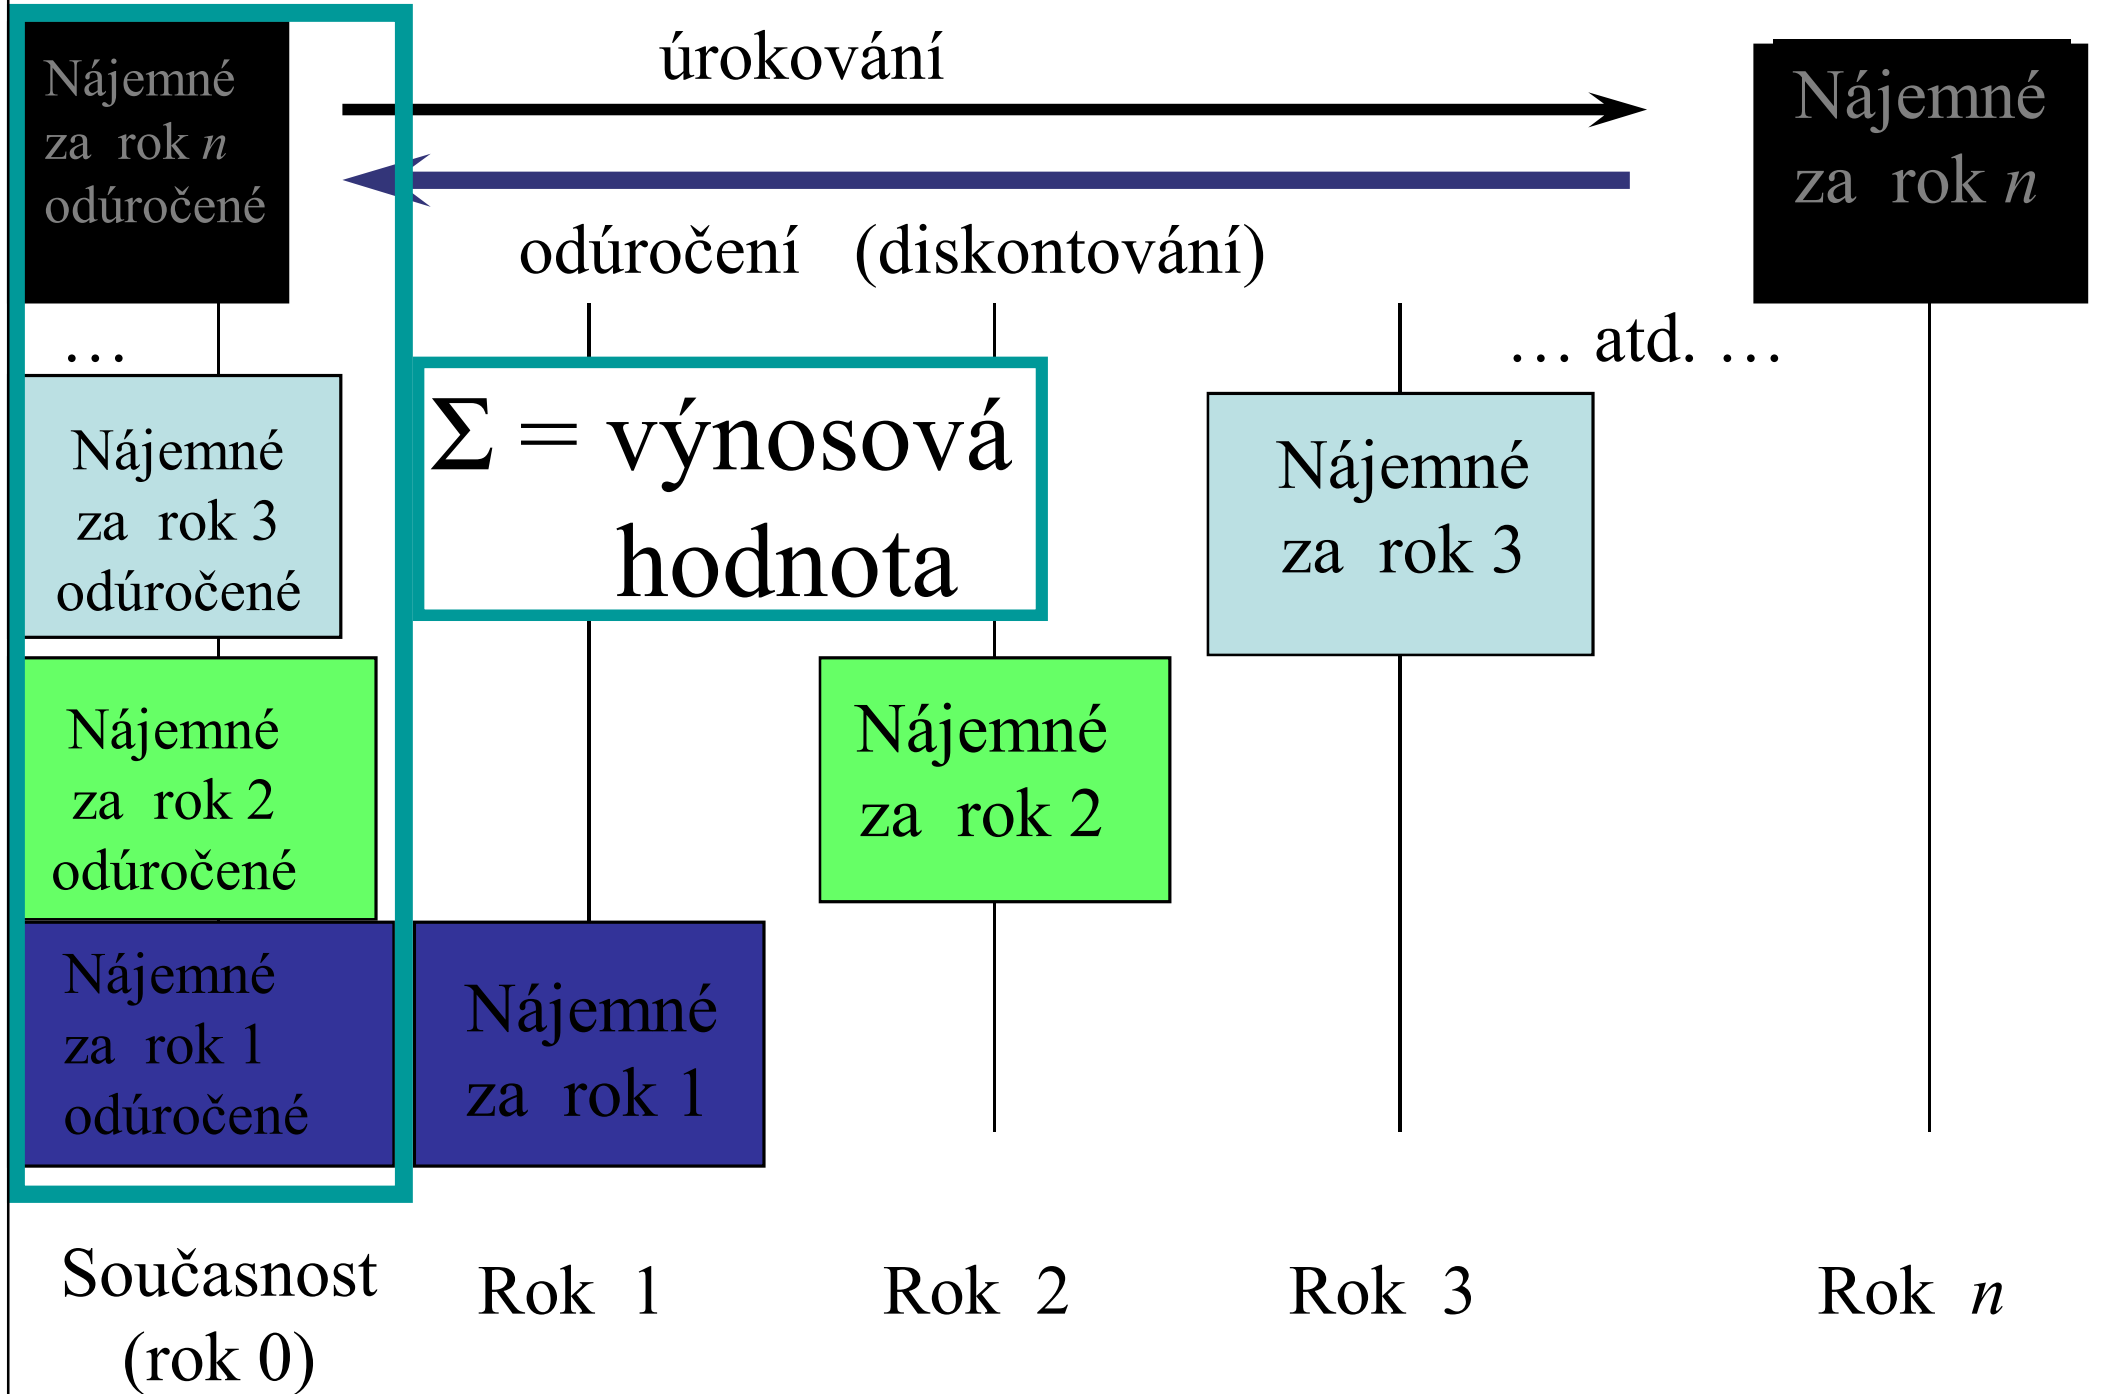 Nájemné
za rok n
odúročené
úrokování
Nájemné
za rok n
odúročení (diskontování)
…
… atd. …
Nájemné
za rok 3
odúročené
Σ = výnosová
hodnota
Nájemné
za rok 3
Nájemné
za rok 2
odúročené
Nájemné
za rok 2
Nájemné
za rok 1
odúročené
Nájemné
za rok 1
Současnost
(rok 0)
Rok 1
Rok 2
Rok 3
Rok n